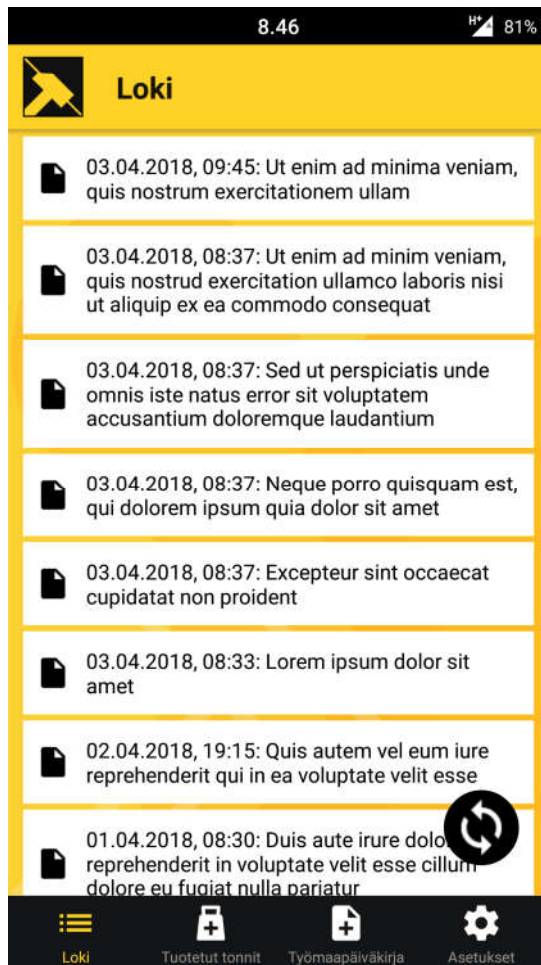 8.46
H+ 81%
Loki
03.04.2018, 09:45: Ut enim ad minima veniam,
quis nostrum exercitationem ullam
03.04.2018, 08:37: Ut enim ad minim veniam,
quis nostrud exercitation ullamco laboris nisi
ut aliquip ex ea commodo consequat
03.04.2018, 08:37: Sed ut perspiciatis unde
omnis iste natus error sit voluptatem
accusantium doloremque laudantium
03.04.2018, 08:37: Neque porro quisquam est,
qui dolorem ipsum quia dolor sit amet
03.04.2018, 08:37: Excepteur sint occaecat
cupidatat non proident
03.04.2018, 08:33: Lorem ipsum dolor sit
amet
02.04.2018, 19:15: Quis autem vel eum iure
reprehenderit qui in ea voluptate velit esse
01.04.2018, 08:30: Duis aute irure
reprehenderit in voluptate velit esse cillum
dolore eu fugiat nulla pariatur
Loki
Tuotetut tonnit
Työmaapäiväkirja
Asetukset